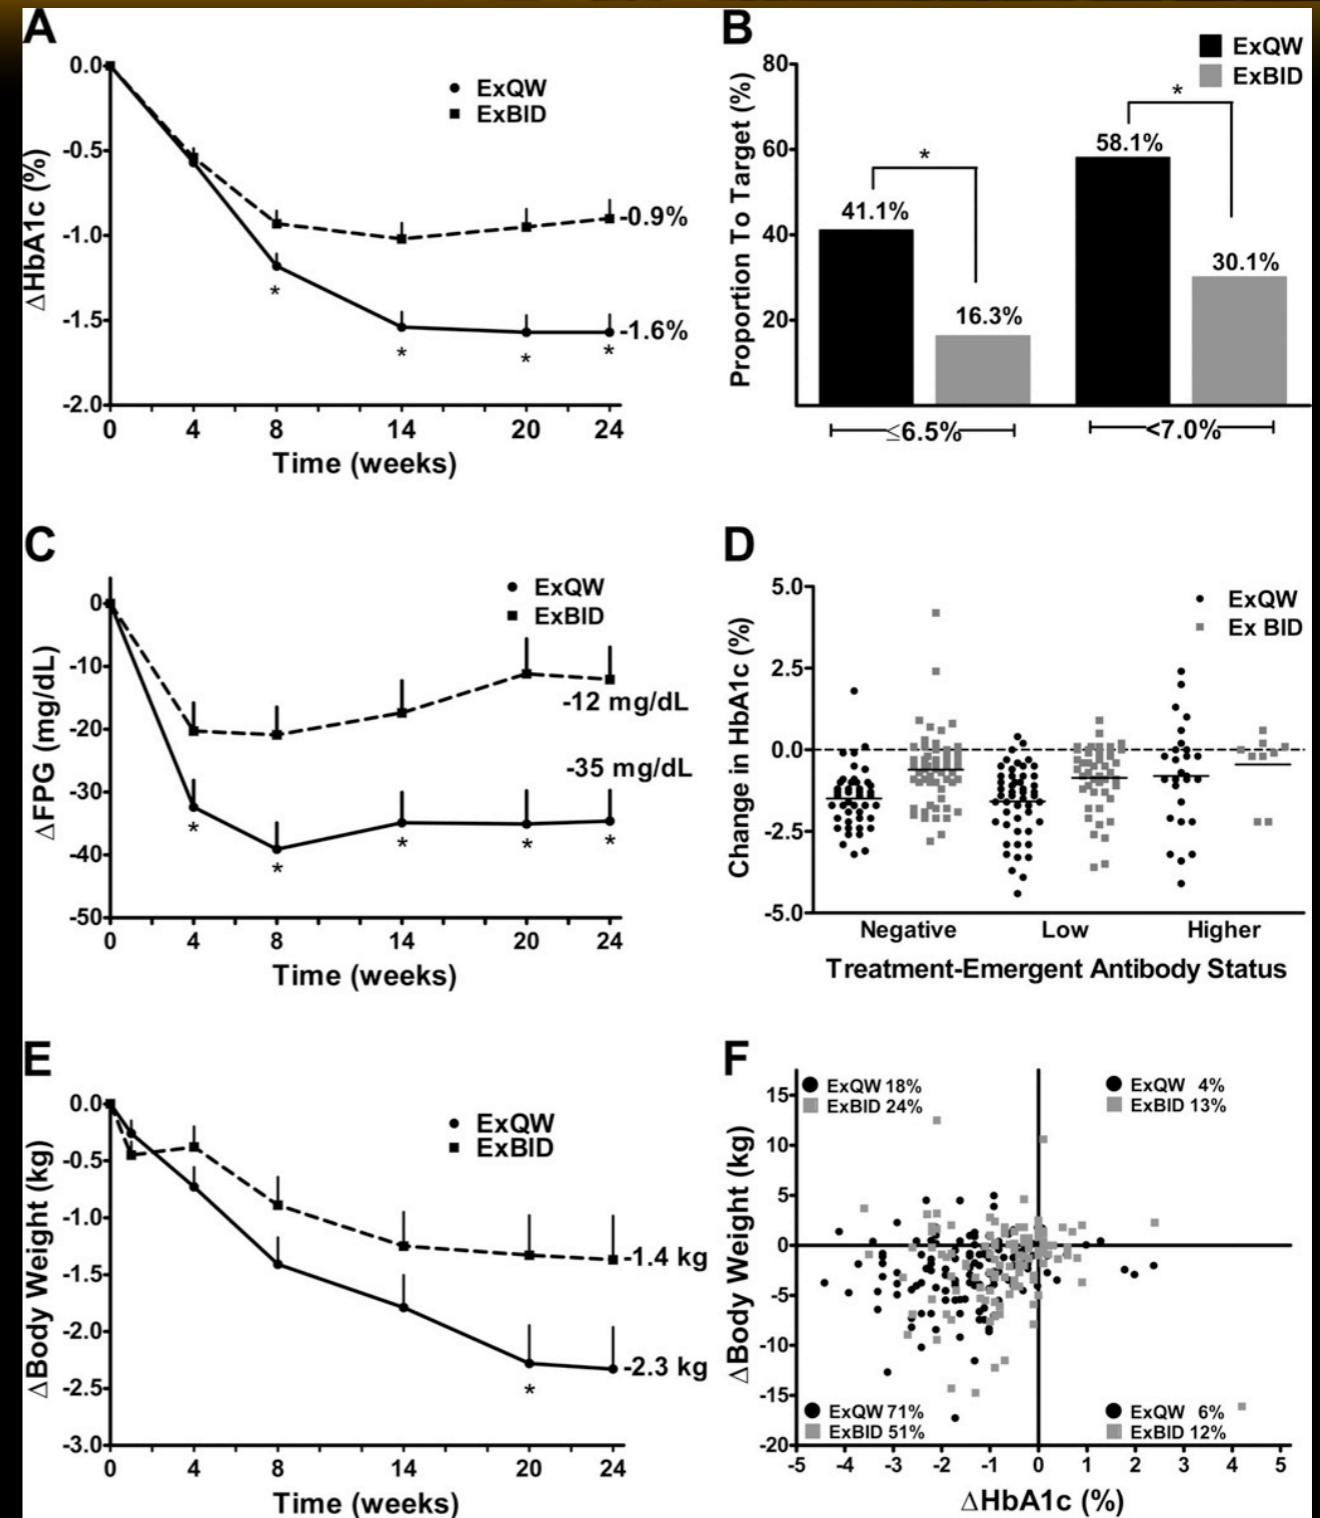 A
0.0
-0.5
-1.0
-1.5
-2.0
ΔHbA1c (%)
ExQW
ExBID
-0.9%
-1.6%
*
*
*
*
0 4 8 14 20 24
Time (weeks)
B
ExQW
ExBID
80
60
40
20
Proportion To Target (%)
*
*
41.1%
16.3%
58.1%
30.1%
≤6.5%
<7.0%
C
0
-10
-20
-30
-40
-50
ΔFPG (mg/dL)
ExQW
ExBID
-12 mg/dL
-35 mg/dL
*
*
*
*
*
0 4 8 14 20 24
Time (weeks)
D
5.0
2.5
0.0
-2.5
-5.0
Change in HbA1c (%)
ExQW
Ex BID
Negative Low Higher
Treatment-Emergent Antibody Status
E
0.0
-0.5
-1.0
-1.5
-2.0
-2.5
-3.0
ΔBody Weight (kg)
ExQW
ExBID
-1.4 kg
-2.3 kg
*
0 4 8 14 20 24
Time (weeks)
F
15
10
5
0
-5
-10
-15
-20
ΔBody Weight (kg)
ExQW 18%
ExBID 24%
ExQW 4%
ExBID 13%
ExQW 71%
ExBID 51%
ExQW 6%
ExBID 12%
-5 -4 -3 -2 -1 0 1 2 3 4 5
ΔHbA1c (%)